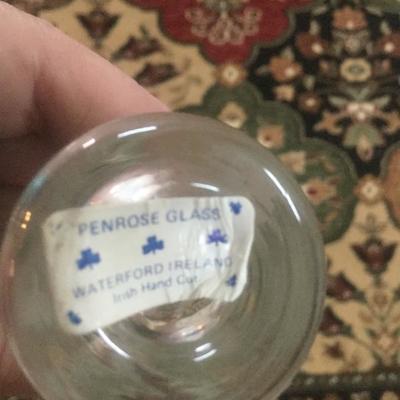 PENROSE GLASS
WATERFORD IRELAND
Irish Hand Cut